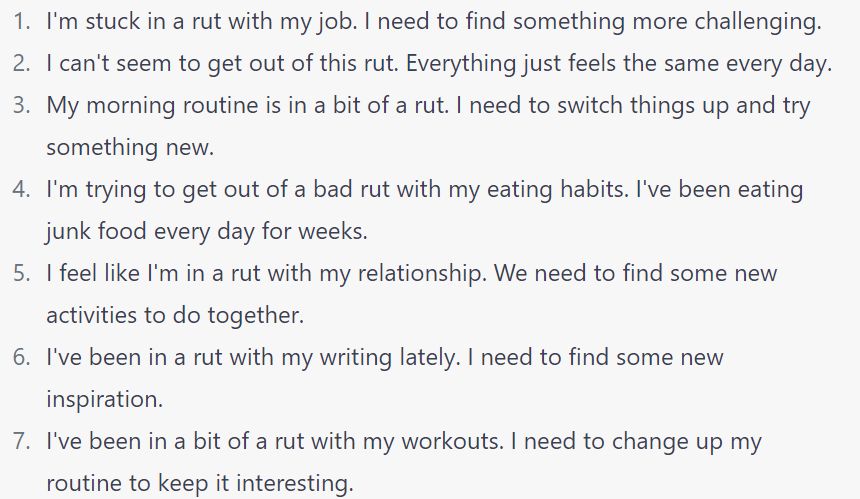 1. I'm stuck in a rut with my job. I need to find something more challenging.
2. I can't seem to get out of this rut. Everything just feels the same every day.
3. My morning routine is in a bit of a rut. I need to switch things up and try
something new.
4. I'm trying to get out of a bad rut with my eating habits. I've been eating
junk food every day for weeks.
5. I feel like I'm in a rut with my relationship. We need to find some new
activities to do together.
6. I've been in a rut with my writing lately. I need to find some new
inspiration.
7. I've been in a bit of a rut with my workouts. I need to change up my
routine to keep it interesting.